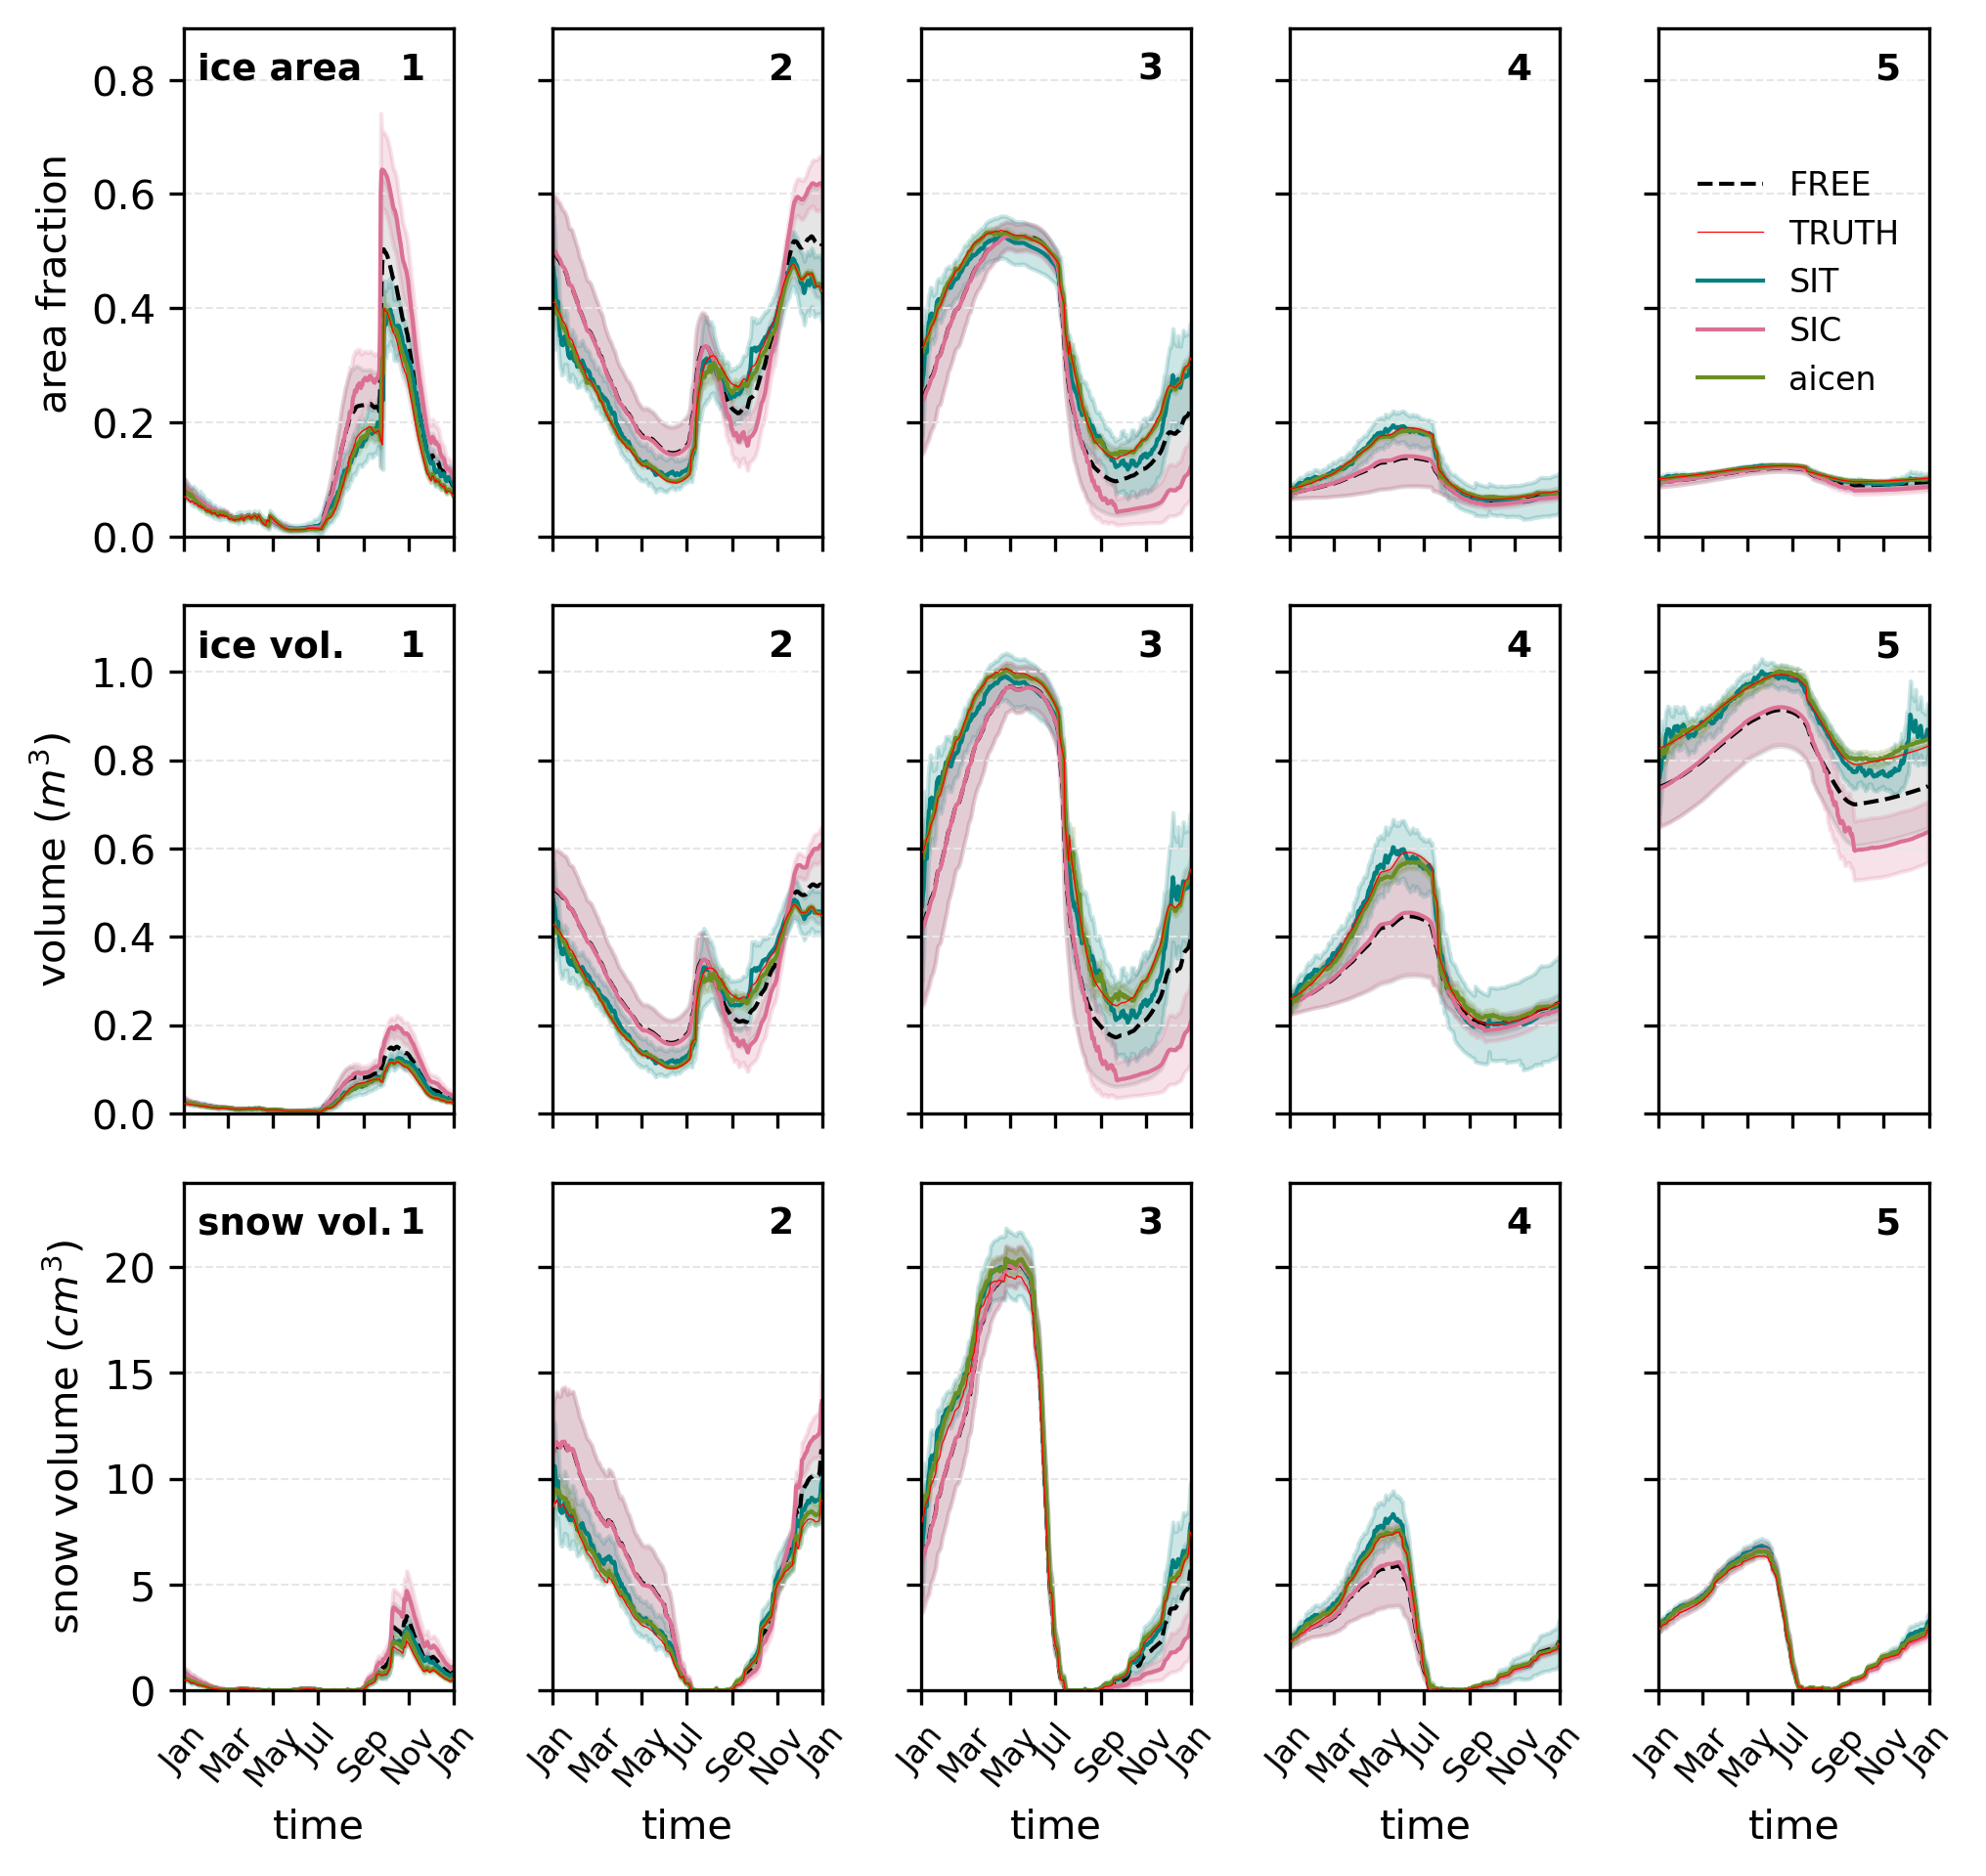 ice area 1
2
3
4
5
0.8
0.6
0.4
0.2
0.0
area fraction
FREE
TRUTH
SIT
SIC
aicen
ice vol. 1
2
3
4
5
1.0
0.8
0.6
0.4
0.2
0.0
volume (m³)
snow vol. 1
2
3
4
5
20
15
10
5
0
snow volume (cm³)
Jan Mar May Jul Sep Nov Jan
Jan Mar May Jul Sep Nov Jan
Jan Mar May Jul Sep Nov Jan
Jan Mar May Jul Sep Nov Jan
Jan Mar May Jul Sep Nov Jan
time
time
time
time
time